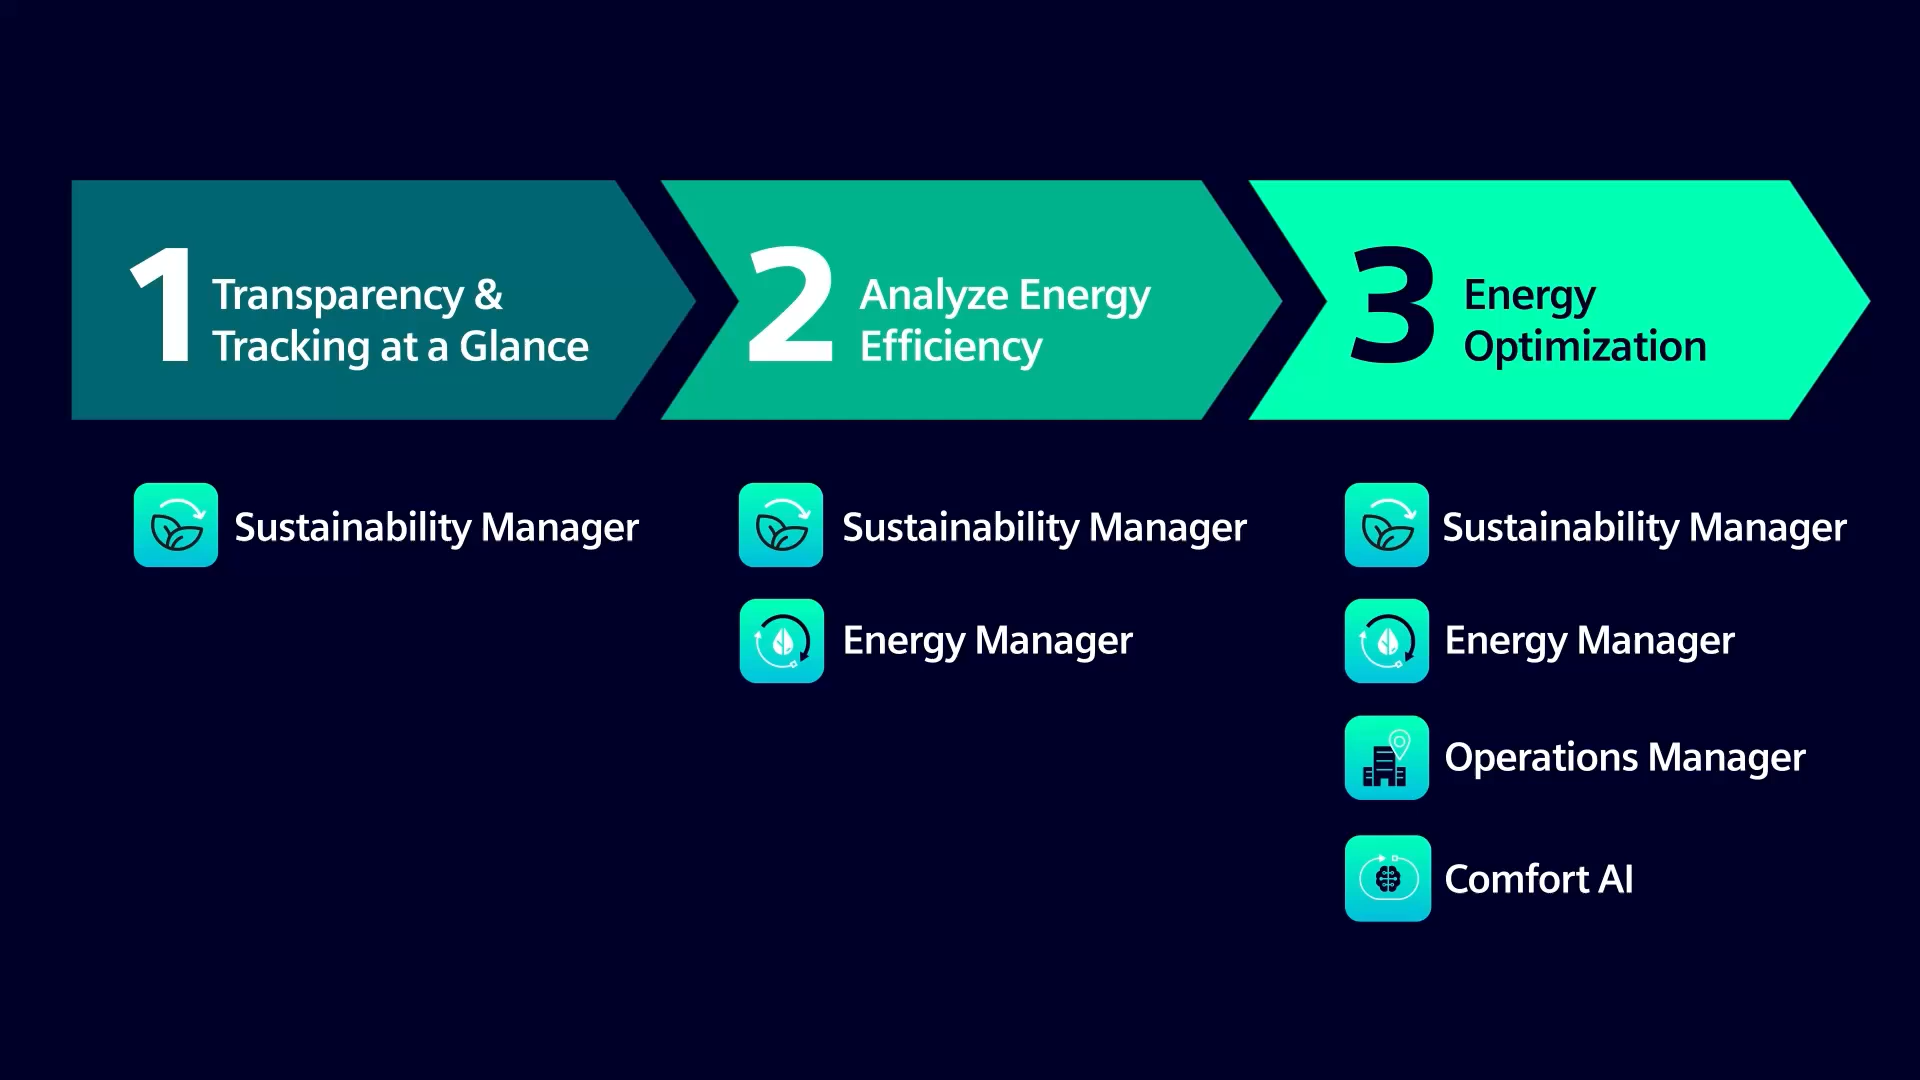 1
Transparency &
Tracking at a Glance
2
Analyze Energy
Efficiency
3
Energy
Optimization
Sustainability Manager
Sustainability Manager
Energy Manager
Sustainability Manager
Energy Manager
Operations Manager
Comfort AI